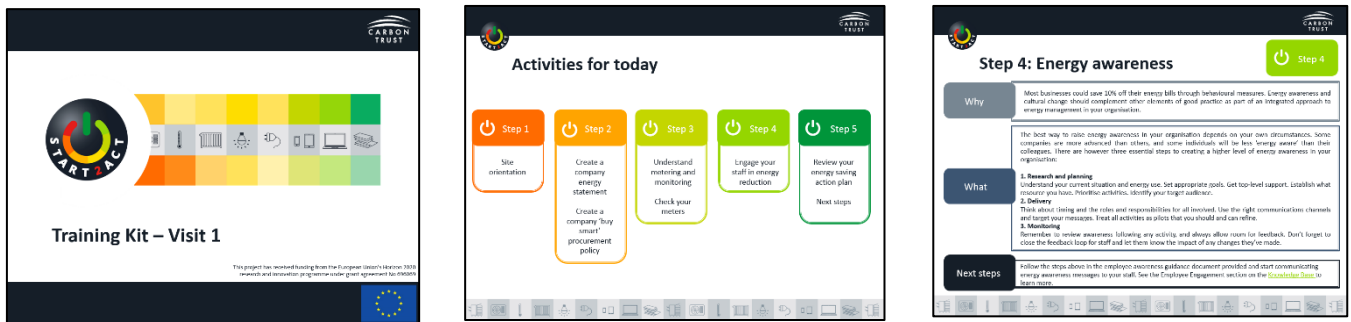 CARBON
TRUST
START2ACT
Training Kit – Visit 1
This project has received funding from the European Union's Horizon 2020
research and innovation programme under grant agreement No 696069
CARBON
TRUST
START2ACT
Activities for today
Step 1
Site
orientation
Step 2
Create a
company
energy
statement
Create a
company 'buy
smart'
procurement
policy
Step 3
Understand
metering and
monitoring
Check your
meters
Step 4
Engage your
staff in energy
reduction
Step 5
Review your
energy saving
action plan
Next steps
CARBON
TRUST
START2ACT
Step 4: Energy awareness
Step 4
Why
Most businesses could save 10% off their energy bills through behavioural measures. Energy awareness and
cultural change should complement other elements of good practice as part of an integrated approach to
energy management in your organisation.
What
The best way to raise energy awareness in your organisation depends on your own circumstances. Some
companies are more advanced than others, and some individuals will be less 'energy aware' than their
colleagues. There are however three essential steps to creating a higher level of energy awareness in your
organisation:
1. Research and planning
Understand your current situation and energy use. Set appropriate goals. Get top-level support. Establish what
resource you have. Prioritise activities. Identify your target audience.
2. Delivery
Think about timing and the roles and responsibilities for all involved. Use the right communications channels
and target your messages. Treat all activities as pilots that you should and can refine.
3. Monitoring
Remember to review awareness following any activity, and always allow room for feedback. Don't forget to
close the feedback loop for staff and let them know the impact of any changes they've made.
Next steps
Follow the steps above in the employee awareness guidance document provided and start communicating
energy awareness messages to your staff. See the Employee Engagement section on the Knowledge Base to
learn more.